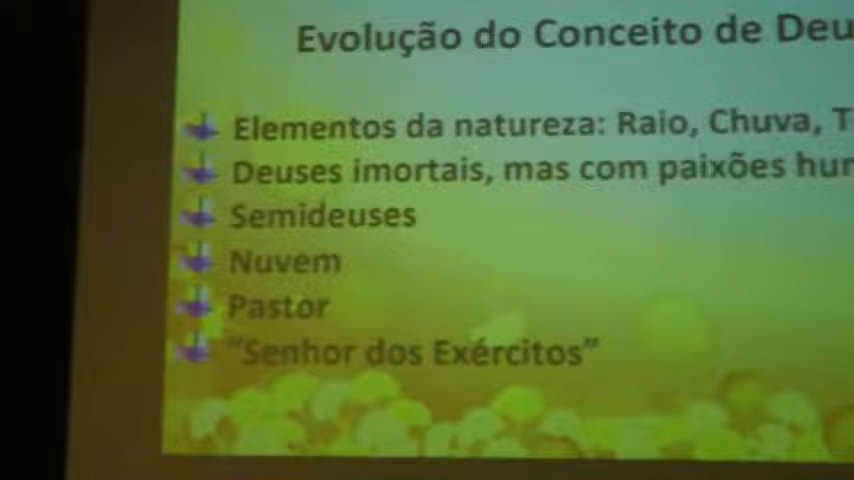 Evolução do Conceito de Deu
Elementos da natureza: Raio, Chuva, T
Deuses imortais, mas com paixões hum
Semideuses
Nuvem
Pastor
"Senhor dos Exércitos"